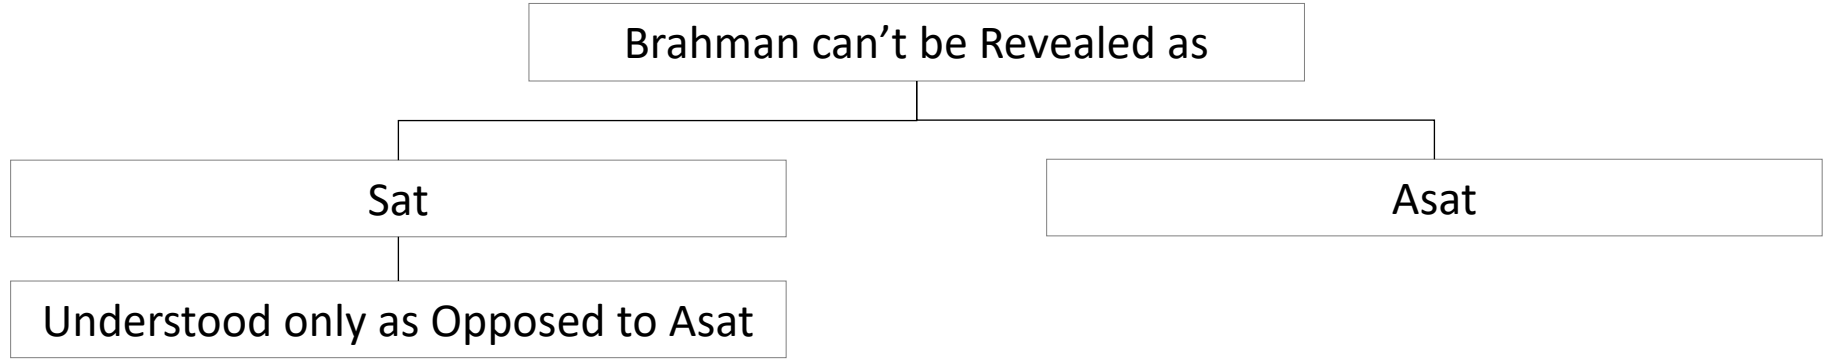 Brahman can’t be Revealed as
Sat
Asat
Understood only as Opposed to Asat